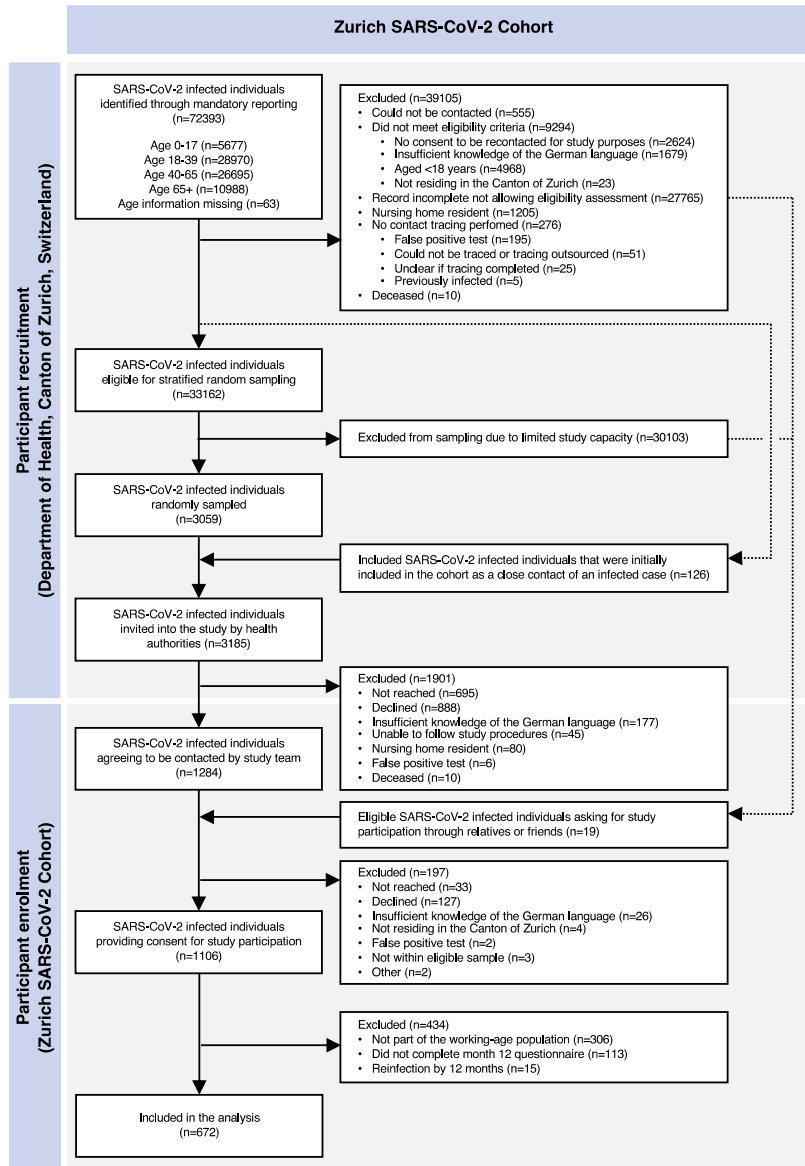 Zurich SARS-CoV-2 Cohort
Participant recruitment
(Department of Health, Canton of Zurich, Switzerland)
SARS-CoV-2 infected individuals
identified through mandatory reporting
(n=72393)
Age 0-17 (n=5677)
Age 18-39 (n=28970)
Age 40-65 (n=26695)
Age 65+ (n=10988)
Age information missing (n=63)
Excluded (n=39105)
• Could not be contacted (n=555)
• Did not meet eligibility criteria (n=9294)
• No consent to be recontacted for study purposes (n=2624)
• Insufficient knowledge of the German language (n=1679)
• Aged <18 years (n=4968)
• Not residing in the Canton of Zurich (n=23)
• Record incomplete not allowing eligibility assessment (n=27765)
• Nursing home resident (n=1205)
• No contact tracing perfomed (n=276)
• False positive test (n=195)
• Could not be traced or tracing outsourced (n=51)
• Unclear if tracing completed (n=25)
• Previously infected (n=5)
• Deceased (n=10)
SARS-CoV-2 infected individuals
eligible for stratified random sampling
(n=33162)
Excluded from sampling due to limited study capacity (n=30103)
SARS-CoV-2 infected individuals
randomly sampled
(n=3059)
Included SARS-CoV-2 infected individuals that were initially
included in the cohort as a close contact of an infected case (n=126)
SARS-CoV-2 infected individuals
invited into the study by health
authorities (n=3185)
Excluded (n=1901)
• Not reached (n=695)
• Declined (n=888)
• Insufficient knowledge of the German language (n=177)
• Unable to follow study procedures (n=45)
• Nursing home resident (n=80)
• False positive test (n=6)
• Deceased (n=10)
Participant enrolment
(Zurich SARS-CoV-2 Cohort)
SARS-CoV-2 infected individuals
agreeing to be contacted by study team
(n=1284)
Eligible SARS-CoV-2 infected individuals asking for study
participation through relatives or friends (n=19)
Excluded (n=197)
• Not reached (n=33)
• Declined (n=127)
• Insufficient knowledge of the German language (n=26)
• Not residing in the Canton of Zurich (n=4)
• False positive test (n=2)
• Not within eligible sample (n=3)
• Other (n=2)
SARS-CoV-2 infected individuals
providing consent for study participation
(n=1106)
Excluded (n=434)
• Not part of the working-age population (n=306)
• Did not complete month 12 questionnaire (n=113)
• Reinfection by 12 months (n=15)
Included in the analysis
(n=672)